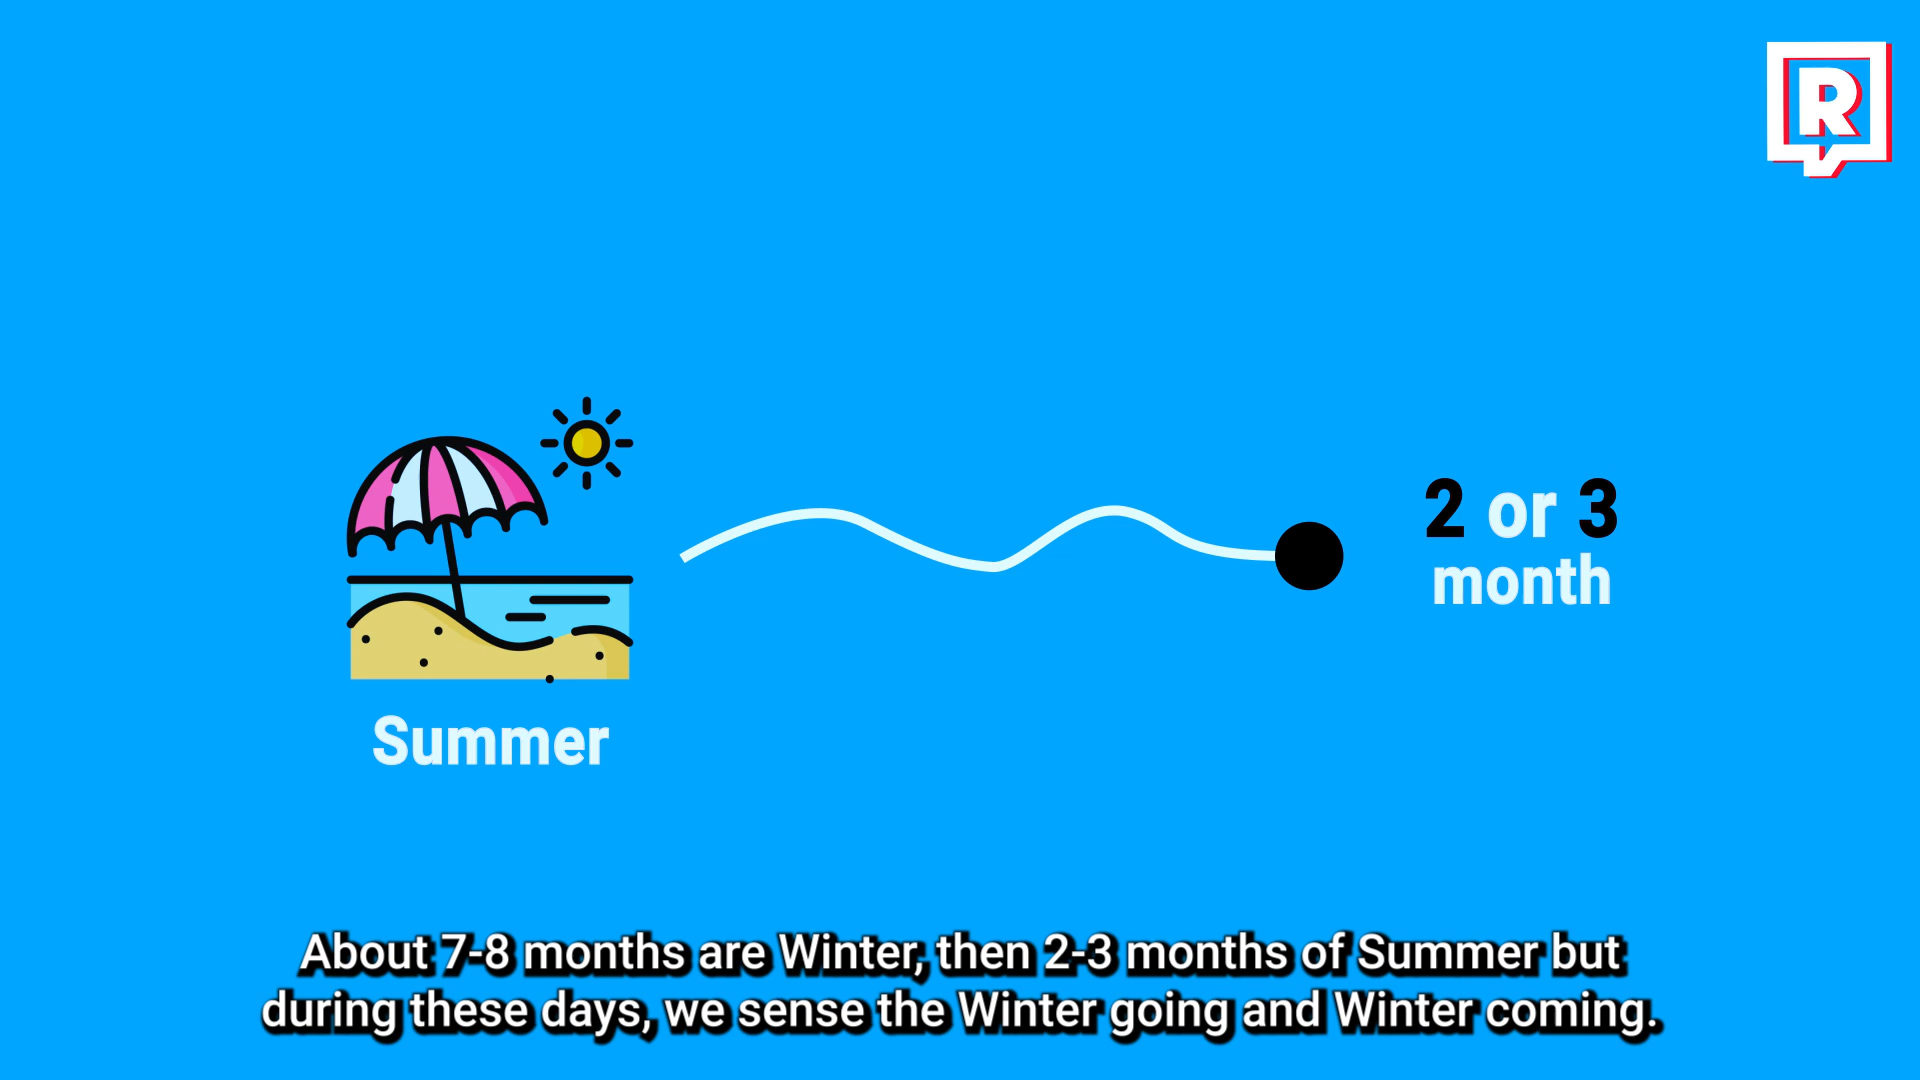 R
2 or 3
month
Summer
About 7-8 months are Winter, then 2-3 months of Summer but
during these days, we sense the Winter going and Winter coming.